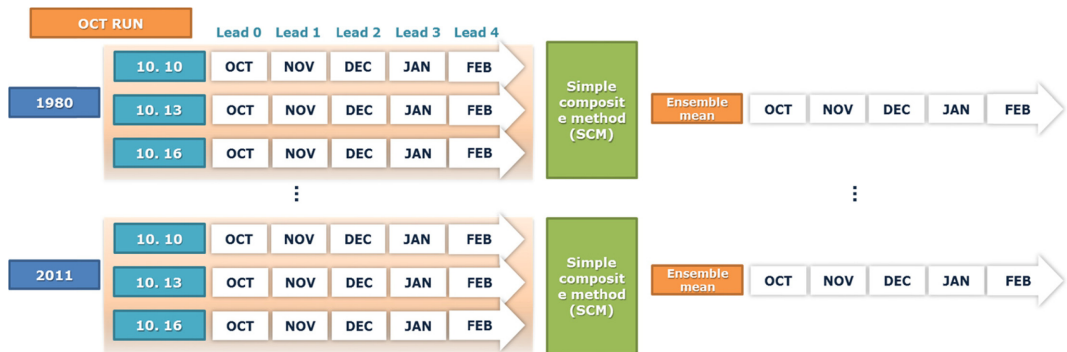 OCT RUN
Lead 0 Lead 1 Lead 2 Lead 3 Lead 4
10. 10 OCT NOV DEC JAN FEB
1980 10. 13 OCT NOV DEC JAN FEB
10. 16 OCT NOV DEC JAN FEB
Simple
composit
e method
(SCM)
Ensemble
mean
OCT NOV DEC JAN FEB
10. 10 OCT NOV DEC JAN FEB
2011 10. 13 OCT NOV DEC JAN FEB
10. 16 OCT NOV DEC JAN FEB
Simple
composit
e method
(SCM)
Ensemble
mean
OCT NOV DEC JAN FEB